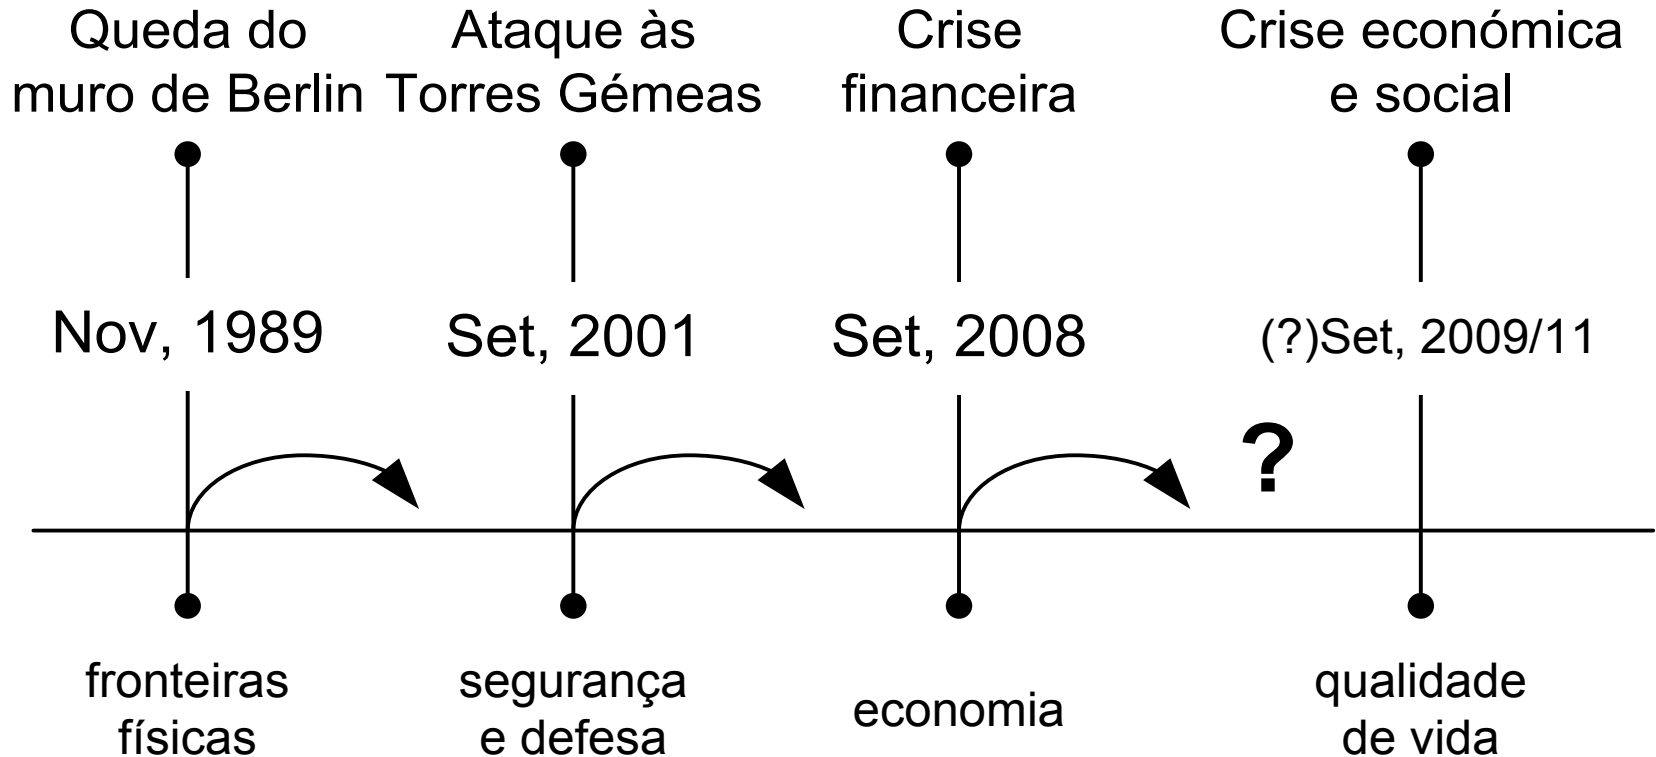 Queda do
muro de Berlin
Ataque às
Torres Gémeas
Crise
financeira
Crise económica
e social
Nov, 1989
Set, 2001
Set, 2008
(?)Set, 2009/11
?
fronteiras
físicas
segurança
e defesa
economia
qualidade
de vida